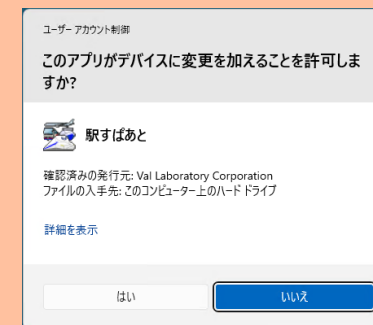 ユーザー アカウント制御
このアプリがデバイスに変更を加えることを許可しま
すか?
駅すぱあと
確認済みの発行元: Val Laboratory Corporation
ファイルの入手先: このコンピューター上のハード ドライブ
詳細を表示
はい
いいえ